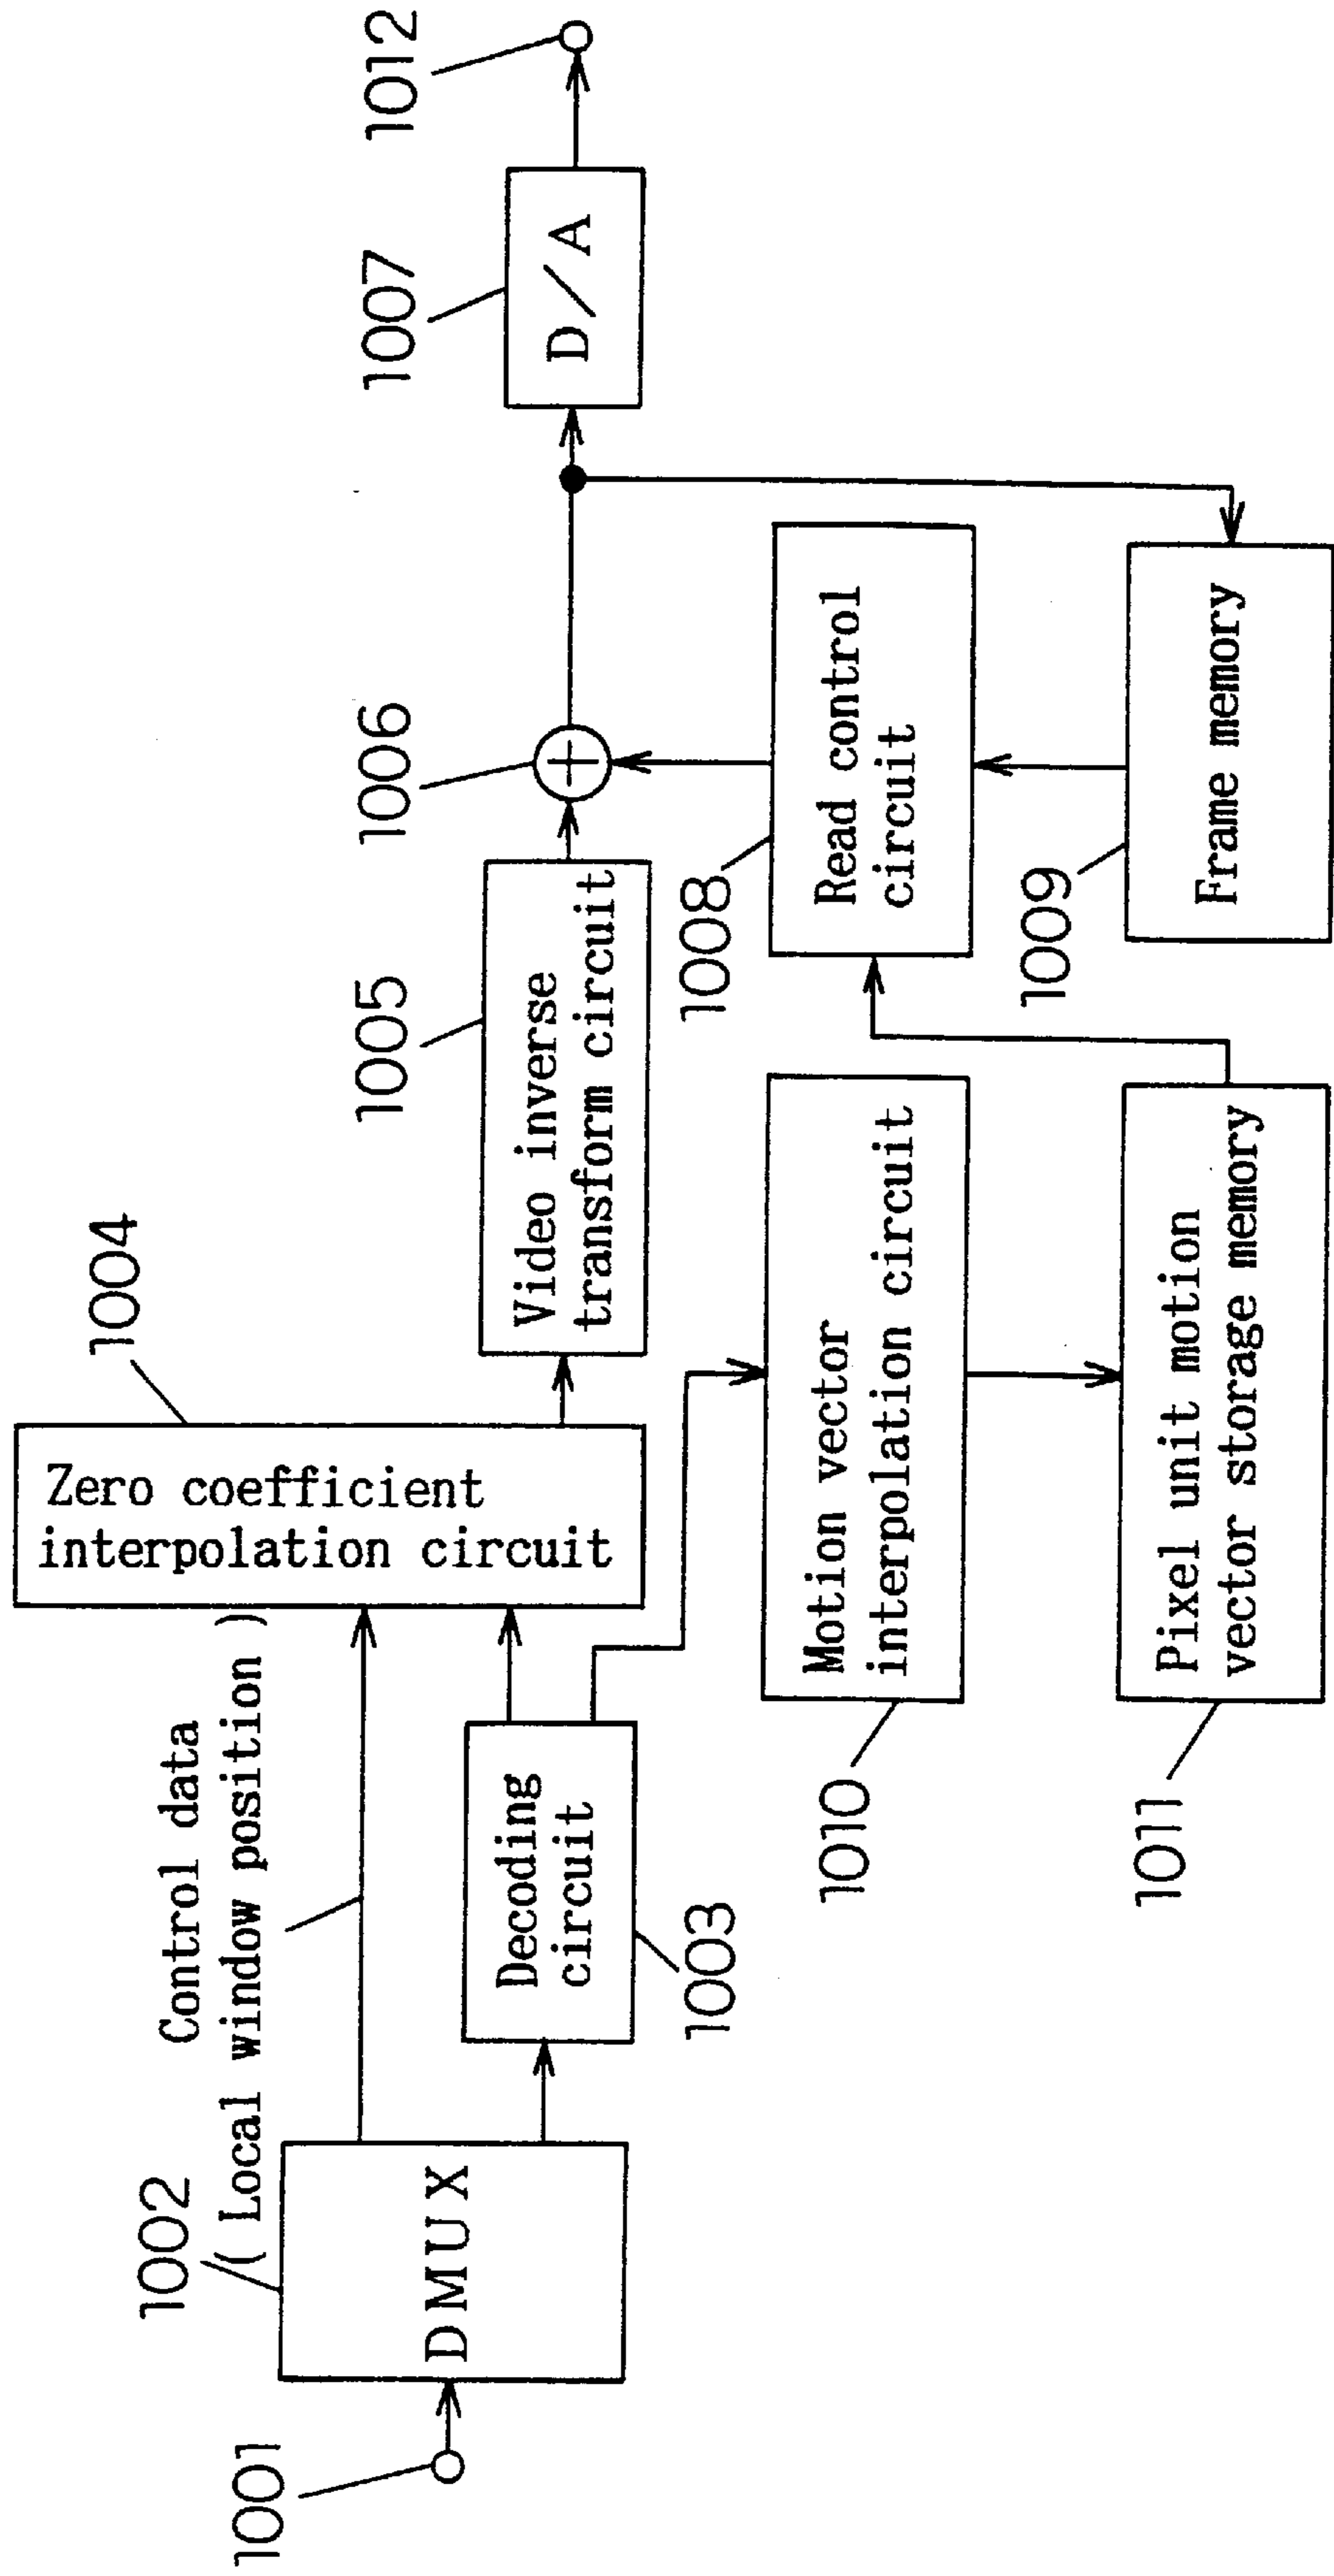 1001
1002
DMUX
Control data
( Local window position )
Decoding
circuit
1003
1004
Zero coefficient
interpolation circuit
1005
Video inverse
transform circuit
1006
1007
D/A
1012
1008
Read control
circuit
1009
Frame memory
1010
Motion vector
interpolation circuit
1011
Pixel unit motion
vector storage memory